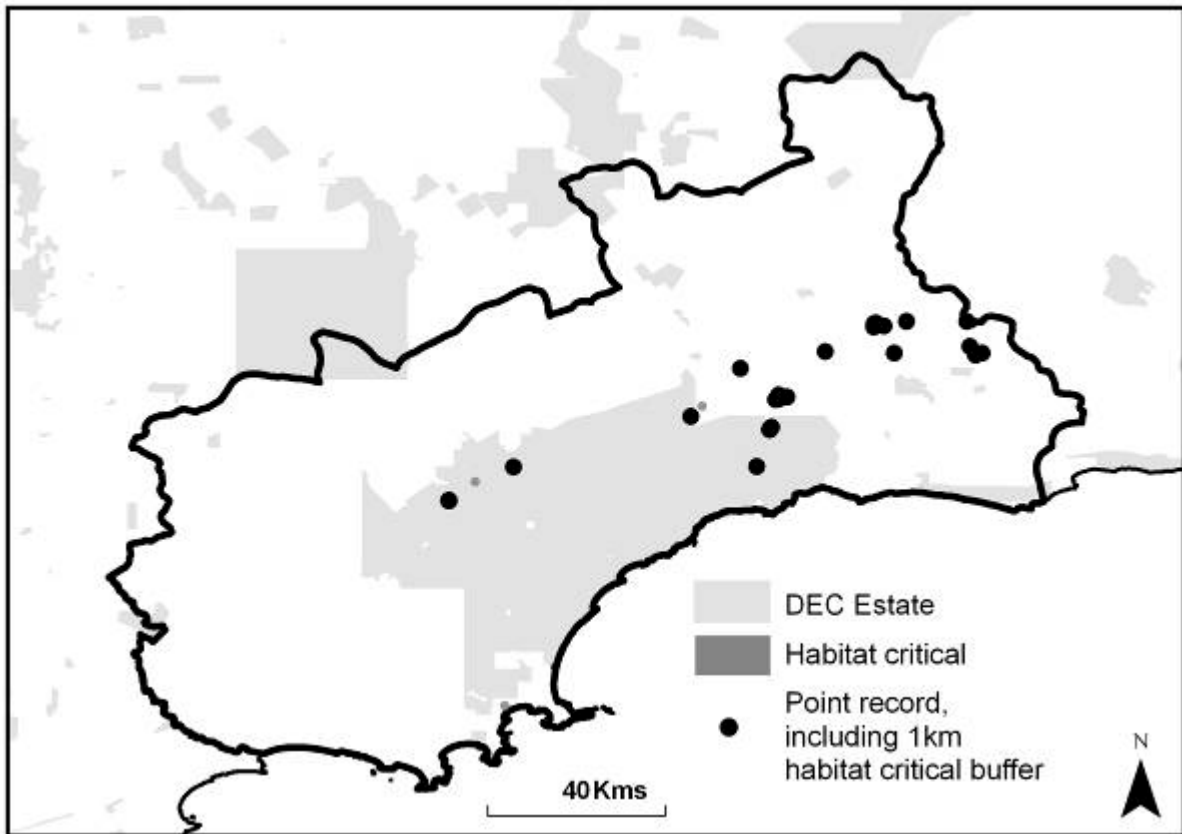 DEC Estate
Habitat critical
Point record,
including 1km
habitat critical buffer
N
40 Kms